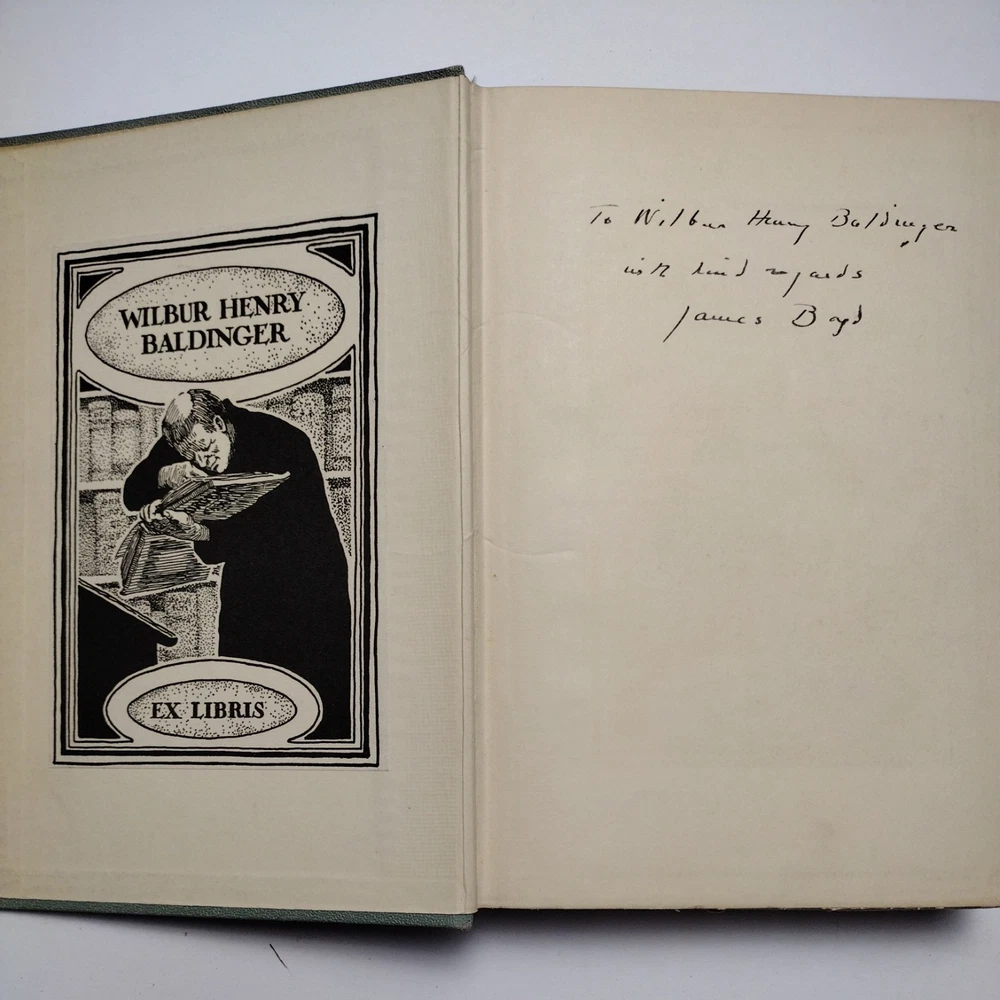 WILBUR HENRY
BALDINGER
EX LIBRIS
To Wilbur Henry Baldinger
with kind regards
James Boyd